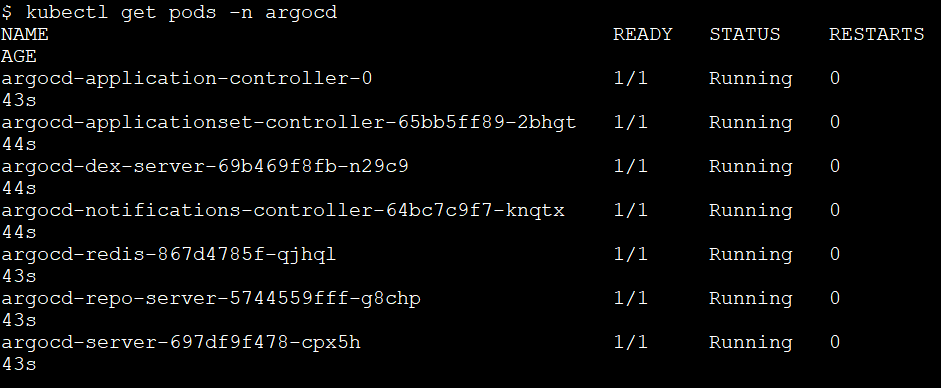 $ kubectl get pods -n argocd
NAME READY STATUS RESTARTS
AGE
argocd-application-controller-0 1/1 Running 0
43s
argocd-applicationset-controller-65bb5ff89-2bhgt 1/1 Running 0
44s
argocd-dex-server-69b469f8fb-n29c9 1/1 Running 0
44s
argocd-notifications-controller-64bc7c9f7-knqtx 1/1 Running 0
44s
argocd-redis-867d4785f-qjhql 1/1 Running 0
43s
argocd-repo-server-5744559fff-g8chp 1/1 Running 0
43s
argocd-server-697df9f478-cpx5h 1/1 Running 0
43s